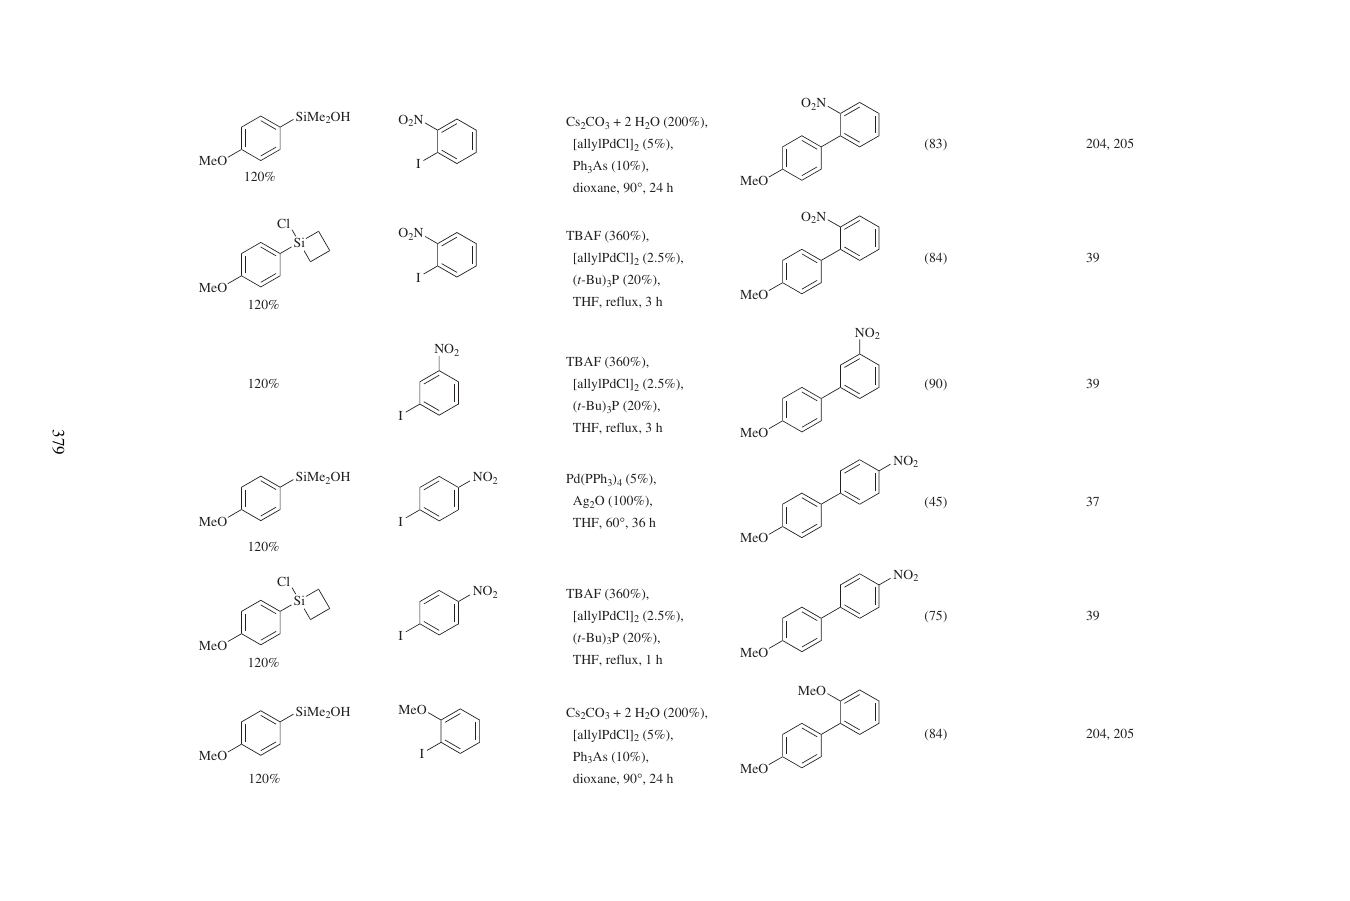 SiMe2OH
MeO
120%
O2N
I
Cs2CO3 + 2 H2O (200%),
[allylPdCl]2 (5%),
Ph3As (10%),
dioxane, 90°, 24 h
O2N
MeO
(83)
204, 205
Cl
Si
MeO
120%
O2N
I
TBAF (360%),
[allylPdCl]2 (2.5%),
(t-Bu)3P (20%),
THF, reflux, 3 h
O2N
MeO
(84)
39
120%
NO2
I
TBAF (360%),
[allylPdCl]2 (2.5%),
(t-Bu)3P (20%),
THF, reflux, 3 h
NO2
MeO
(90)
39
379
SiMe2OH
MeO
120%
NO2
I
Pd(PPh3)4 (5%),
Ag2O (100%),
THF, 60°, 36 h
NO2
MeO
(45)
37
Cl
Si
MeO
120%
NO2
I
TBAF (360%),
[allylPdCl]2 (2.5%),
(t-Bu)3P (20%),
THF, reflux, 1 h
NO2
MeO
(75)
39
SiMe2OH
MeO
120%
MeO
I
Cs2CO3 + 2 H2O (200%),
[allylPdCl]2 (5%),
Ph3As (10%),
dioxane, 90°, 24 h
MeO
MeO
(84)
204, 205